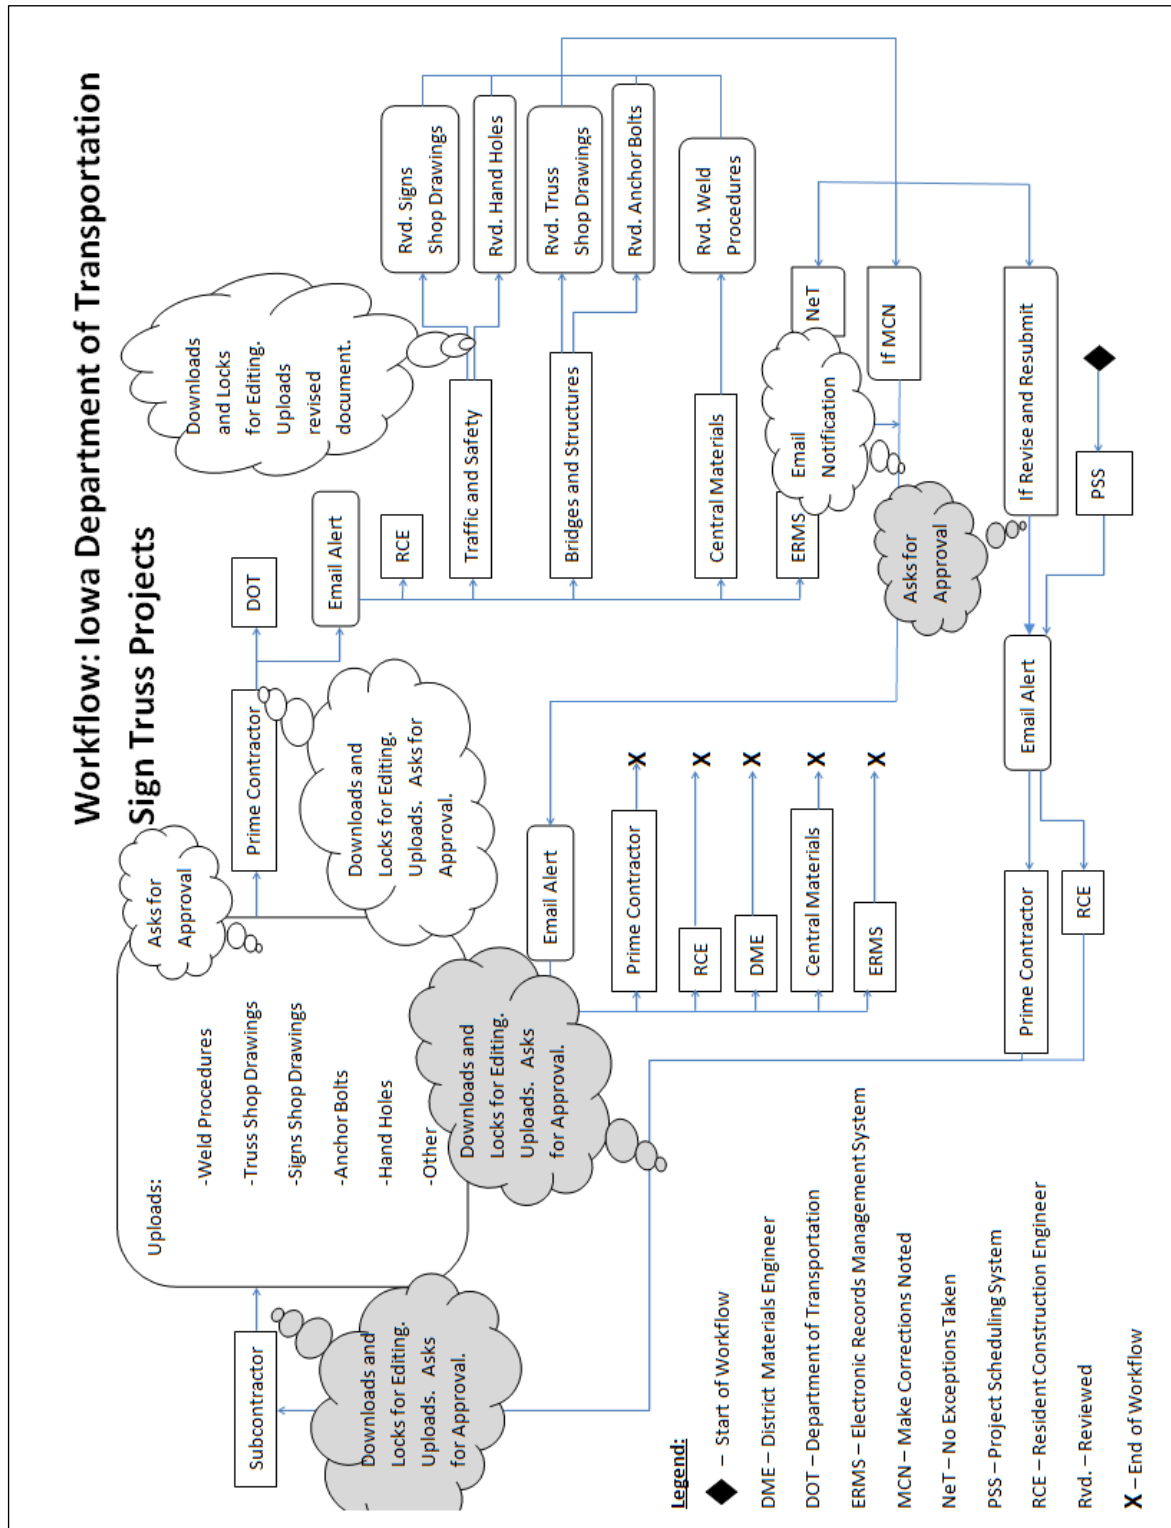 Workflow: Iowa Department of Transportation
Sign Truss Projects
Subcontractor
Downloads and
Locks for Editing.
Uploads. Asks
for Approval.
Uploads:
-Weld Procedures
-Truss Shop Drawings
-Signs Shop Drawings
-Anchor Bolts
-Hand Holes
-Other
Asks for
Approval
Prime Contractor
Downloads and
Locks for Editing.
Uploads. Asks for
Approval.
DOT
Email Alert
RCE
Traffic and Safety
Bridges and Structures
Central Materials
ERMS
Downloads
and Locks
for Editing.
Uploads
revised
document.
Rvd. Signs
Shop Drawings
Rvd. Hand Holes
Rvd. Truss
Shop Drawings
Rvd. Anchor Bolts
Rvd. Weld
Procedures
NeT
If MCN
If Revise and Resubmit
Email
Notification
Asks for
Approval
PSS
Email Alert
Prime Contractor
RCE
Email Alert
Downloads and
Locks for Editing.
Uploads. Asks
for Approval.
Prime Contractor
X
RCE
X
DME
X
Central Materials
X
ERMS
X
Legend:
– Start of Workflow
DME – District Materials Engineer
DOT – Department of Transportation
ERMS – Electronic Records Management System
MCN – Make Corrections Noted
NeT – No Exceptions Taken
PSS – Project Scheduling System
RCE – Resident Construction Engineer
Rvd. – Reviewed
X – End of Workflow